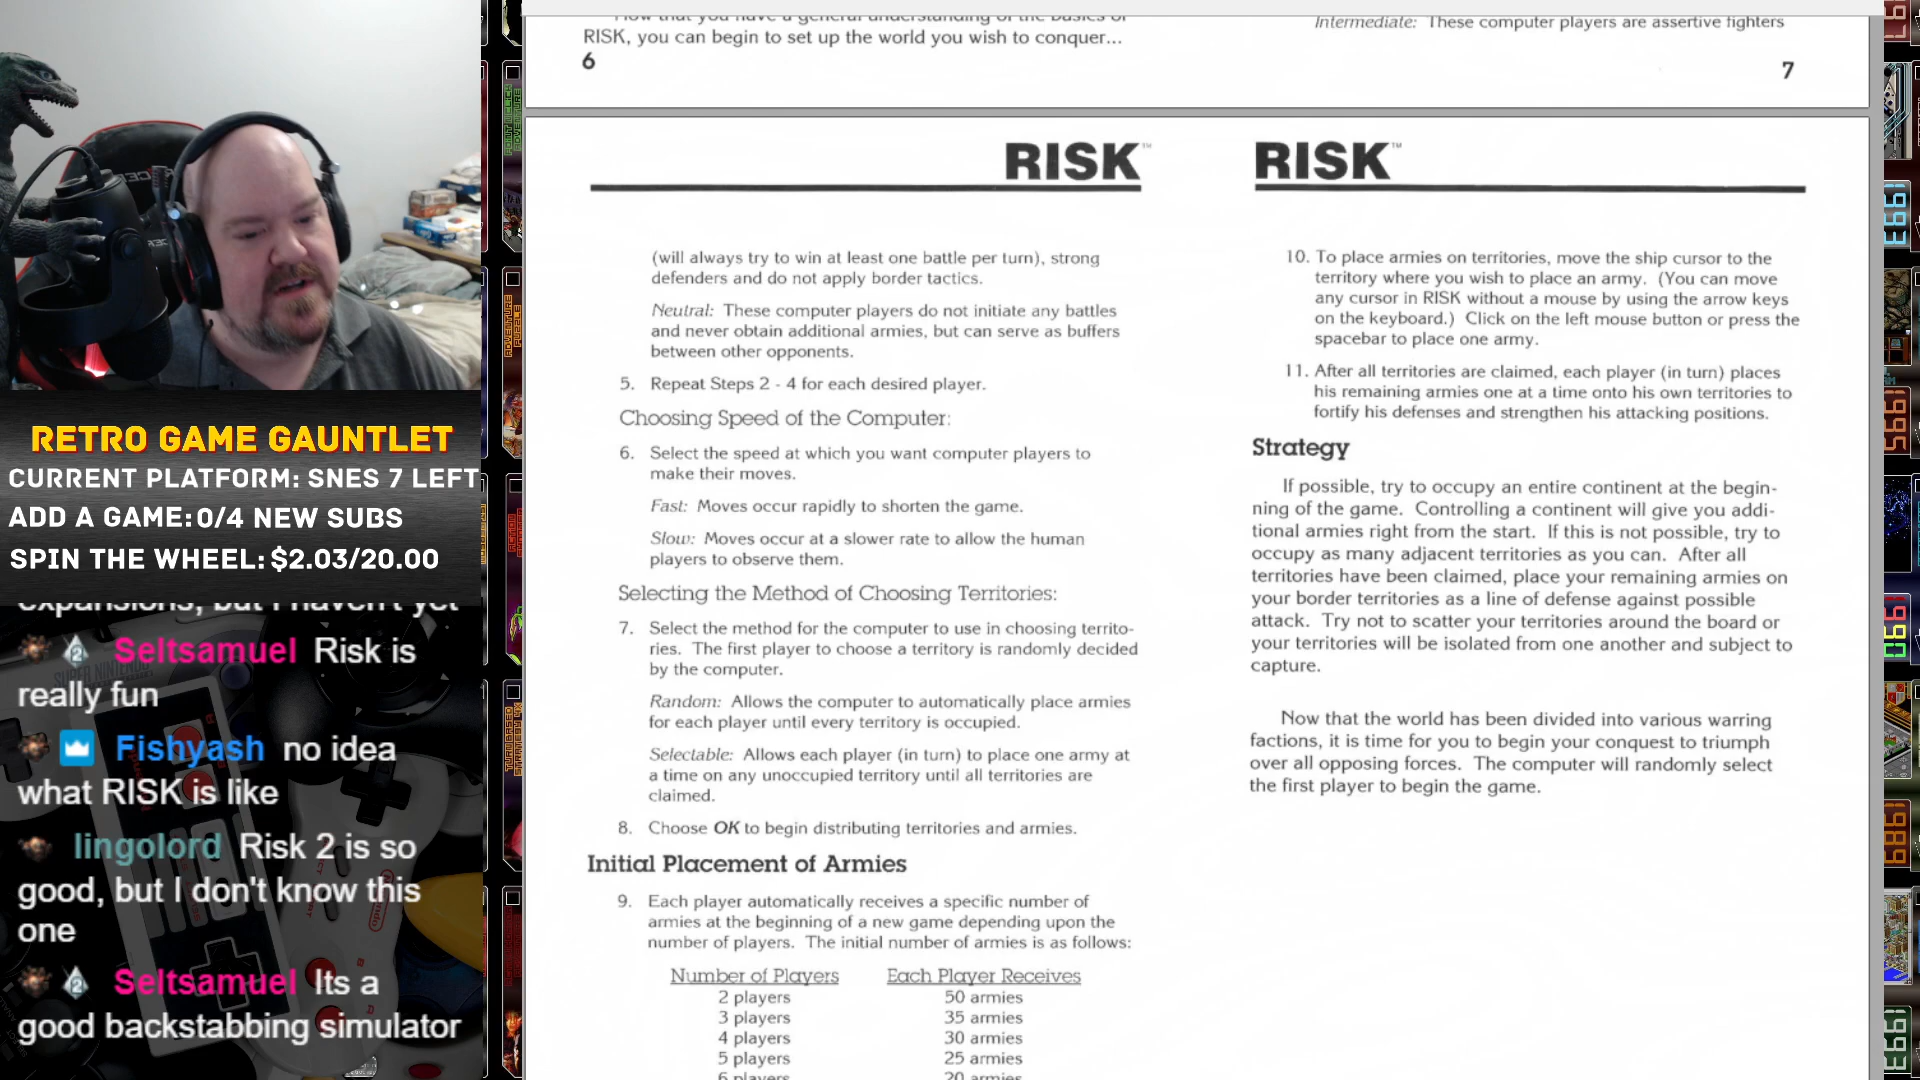 RISK, you can begin to set up the world you wish to conquer...
6
Intermediate: These computer players are assertive fighters
7
RISK™
(will always try to win at least one battle per turn), strong
defenders and do not apply border tactics.
Neutral: These computer players do not initiate any battles
and never obtain additional armies, but can serve as buffers
between other opponents.
5. Repeat Steps 2 - 4 for each desired player.
Choosing Speed of the Computer:
6. Select the speed at which you want computer players to
make their moves.
Fast: Moves occur rapidly to shorten the game.
Slow: Moves occur at a slower rate to allow the human
players to observe them.
Selecting the Method of Choosing Territories:
7. Select the method for the computer to use in choosing territo-
ries. The first player to choose a territory is randomly decided
by the computer.
Random: Allows the computer to automatically place armies
for each player until every territory is occupied.
Selectable: Allows each player (in turn) to place one army at
a time on any unoccupied territory until all territories are
claimed.
8. Choose OK to begin distributing territories and armies.
Initial Placement of Armies
9. Each player automatically receives a specific number of
armies at the beginning of a new game depending upon the
number of players. The initial number of armies is as follows:
Number of Players Each Player Receives
2 players 50 armies
3 players 35 armies
4 players 30 armies
5 players 25 armies
6 players 20 armies
RISK™
10. To place armies on territories, move the ship cursor to the
territory where you wish to place an army. (You can move
any cursor in RISK without a mouse by using the arrow keys
on the keyboard.) Click on the left mouse button or press the
spacebar to place one army.
11. After all territories are claimed, each player (in turn) places
his remaining armies one at a time onto his own territories to
fortify his defenses and strengthen his attacking positions.
Strategy
If possible, try to occupy an entire continent at the begin-
ning of the game. Controlling a continent will give you addi-
tional armies right from the start. If this is not possible, try to
occupy as many adjacent territories as you can. After all
territories have been claimed, place your remaining armies on
your border territories as a line of defense against possible
attack. Try not to scatter your territories around the board or
your territories will be isolated from one another and subject to
capture.
Now that the world has been divided into various warring
factions, it is time for you to begin your conquest to triumph
over all opposing forces. The computer will randomly select
the first player to begin the game.
RETRO GAME GAUNTLET
CURRENT PLATFORM: SNES 7 LEFT
ADD A GAME: 0/4 NEW SUBS
SPIN THE WHEEL: $2.03/20.00
expansions, but I haven't yet
Seltsamuel Risk is
really fun
Fishyash no idea
what RISK is like
lingolord Risk 2 is so
good, but I don't know this
one
Seltsamuel Its a
good backstabbing simulator
1993
1995
1990
1989
1993